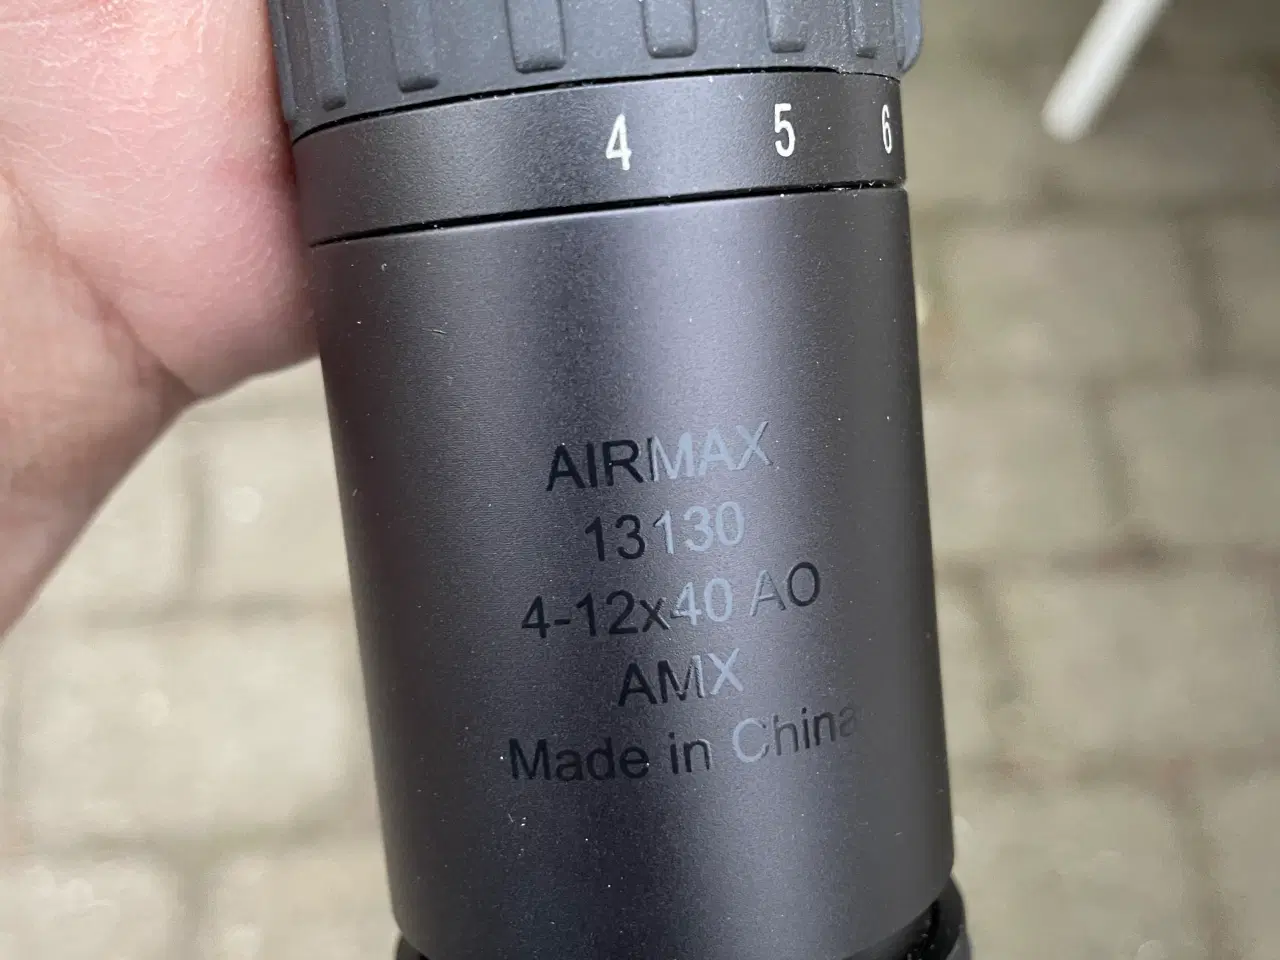 4 5 6
AIRMAX
13130
4-12x40 AO
AMX
Made in China